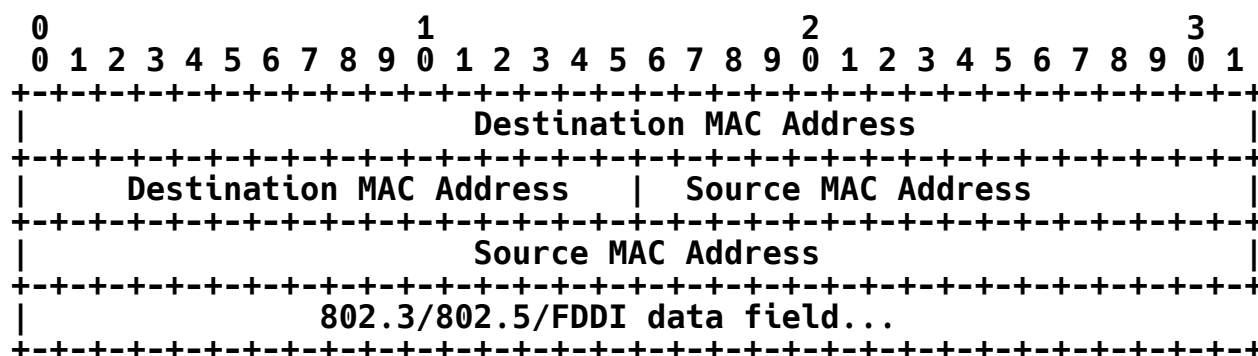 0                   1                   2                   3
 0 1 2 3 4 5 6 7 8 9 0 1 2 3 4 5 6 7 8 9 0 1 2 3 4 5 6 7 8 9 0 1
+-+-+-+-+-+-+-+-+-+-+-+-+-+-+-+-+-+-+-+-+-+-+-+-+-+-+-+-+-+-+-+-+
|                       Destination MAC Address                 |
+-+-+-+-+-+-+-+-+-+-+-+-+-+-+-+-+-+-+-+-+-+-+-+-+-+-+-+-+-+-+-+-+
|     Destination MAC Address   |  Source MAC Address           |
+-+-+-+-+-+-+-+-+-+-+-+-+-+-+-+-+-+-+-+-+-+-+-+-+-+-+-+-+-+-+-+-+
|                       Source MAC Address                      |
+-+-+-+-+-+-+-+-+-+-+-+-+-+-+-+-+-+-+-+-+-+-+-+-+-+-+-+-+-+-+-+-+
|               802.3/802.5/FDDI data field...
+-+-+-+-+-+-+-+-+-+-+-+-+-+-+-+-+-+-+-+-+-+-+-+-+-+-+-+-+-+-+-+-+